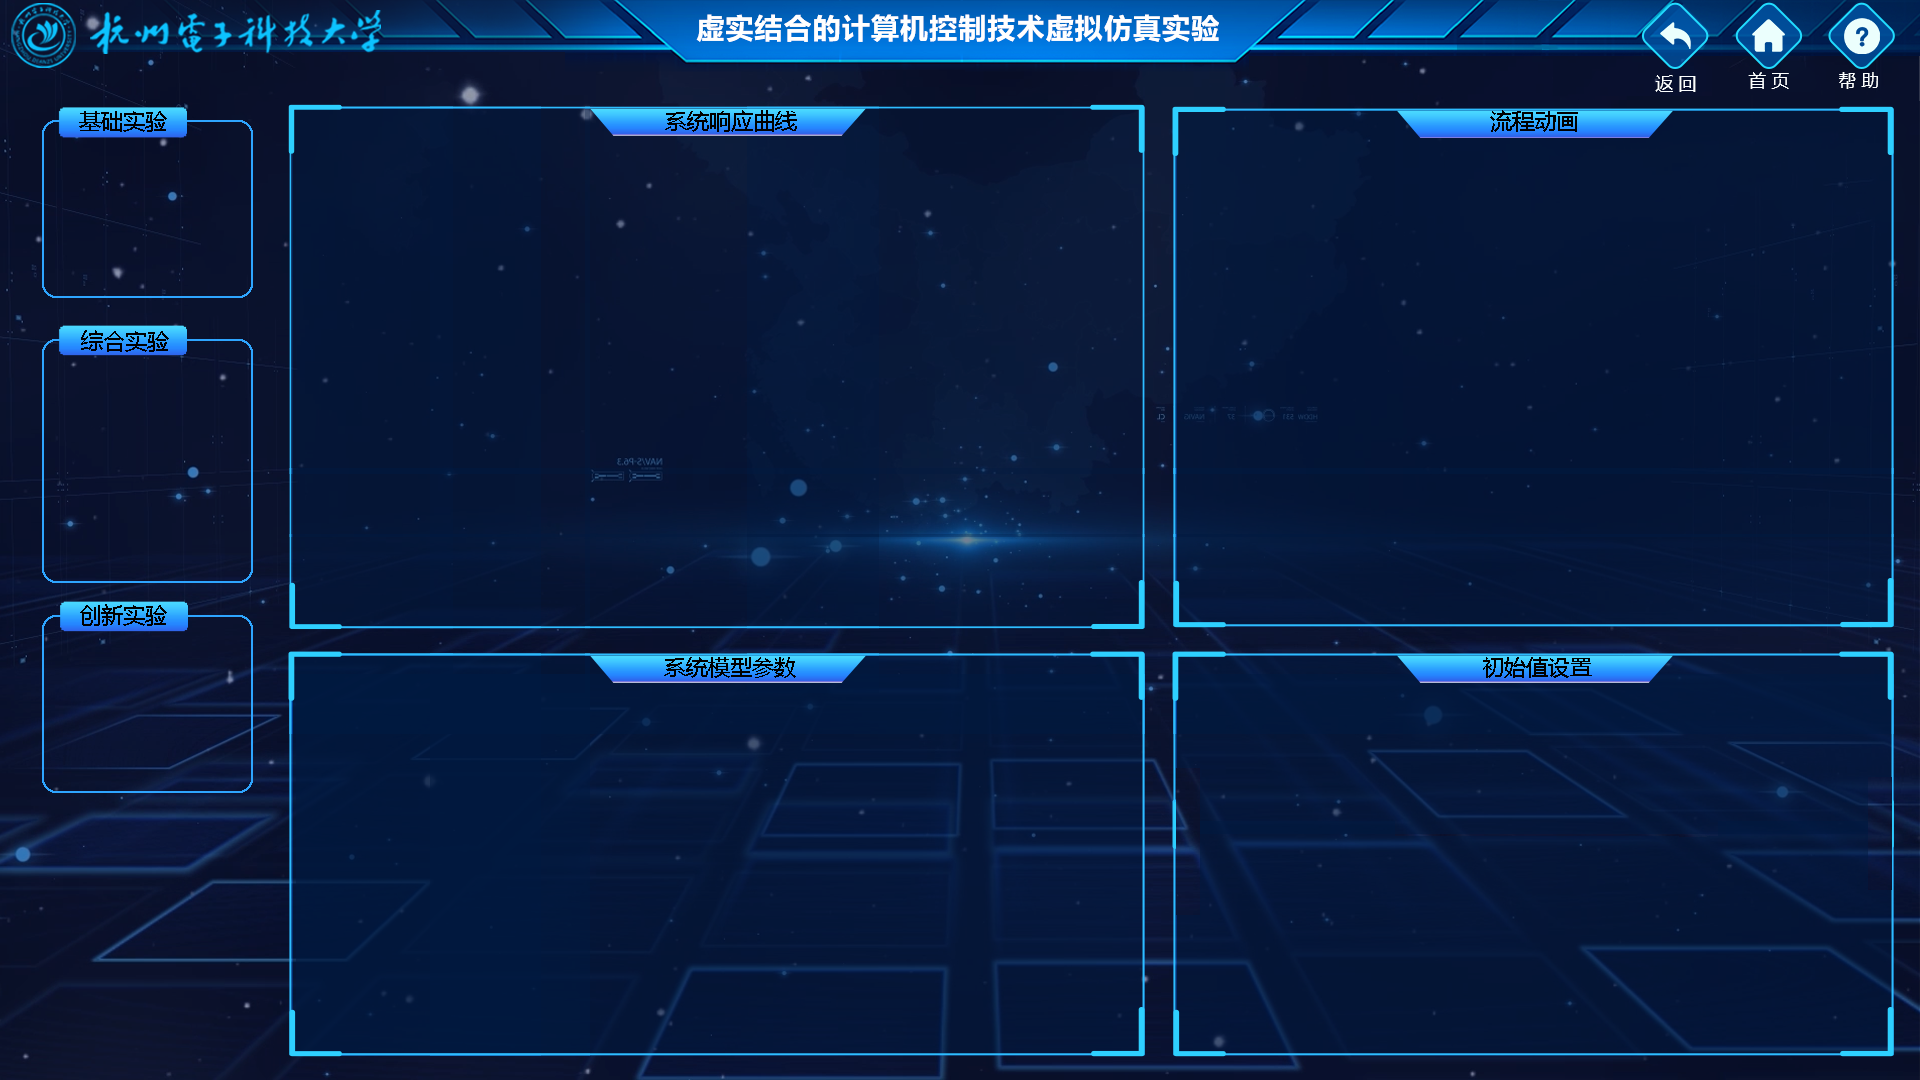 杭州電子科技大学
虚实结合的计算机控制技术虚拟仿真实验
返回
首页
帮助
基础实验
系统响应曲线
流程动画
综合实验
创新实验
系统模型参数
初始值设置